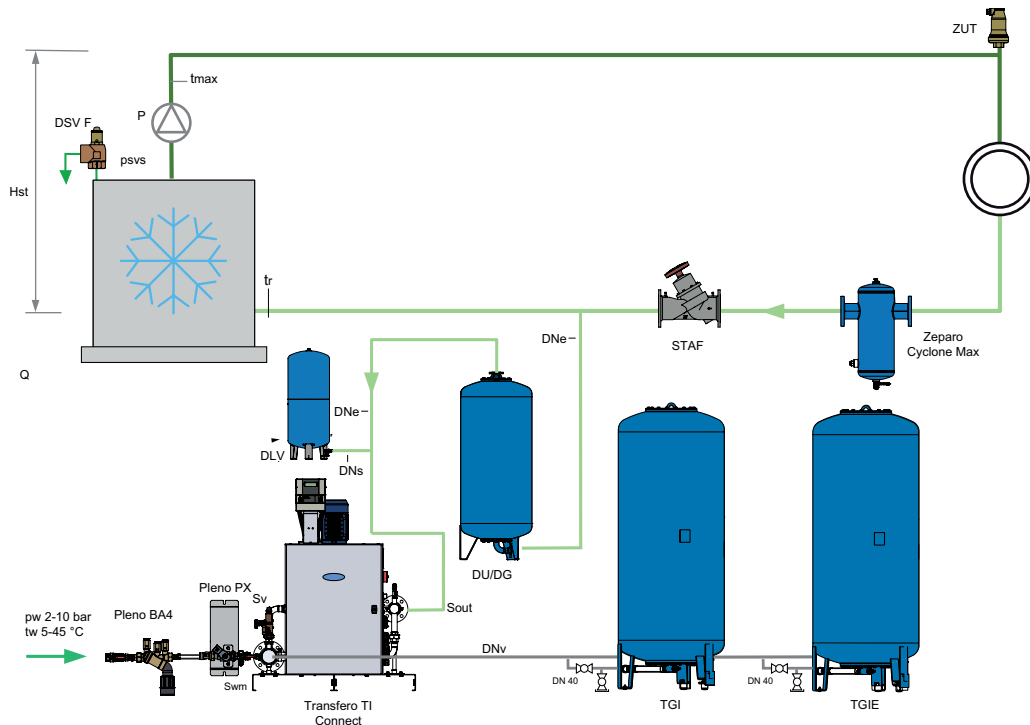 ZUT
tmax
P
DSV F
psvs
Hst
tr
DNe
STAF
Zeparo
Cyclone Max
Q
DNe
DLV
DNs
DU/DG
Pleno PX
Sv
Pleno BA4
Sout
pw 2-10 bar
tw 5-45 °C
DNv
DN 40
DN 40
Swm
Transfero TI
Connect
TGI
TGIE